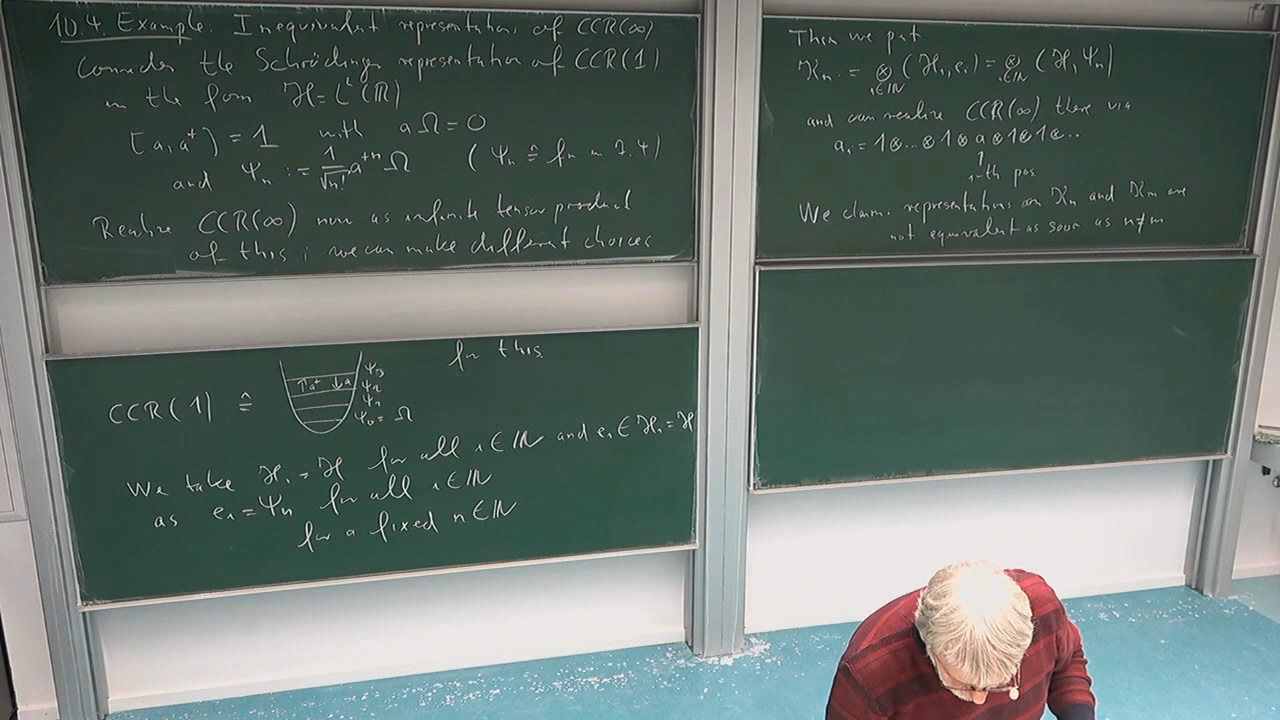 10.4. Example: Inequivalent representations of CCR(∞)
Consider the Schrödinger representation of CCR(1)
in the form ℋ = L²(ℝ)
[a, a⁺] = 1 with aΩ = 0
and Ψₙ := 1/√n! a⁺ⁿ Ω (Ψₙ ≙ fₙ in 7.4)
Realize CCR(∞) now as infinite tensor product
of this; we can make different choices
for this
CCR(1) ≙
↑a⁺ ↓a
Ψ₃
Ψ₂
Ψ₁
Ψ₀ = Ω
We take ℋᵢ = ℋ for all i ∈ ℕ and eᵢ ∈ ℋᵢ = ℋ
as eᵢ = Ψₙ for all i ∈ ℕ
for a fixed n ∈ ℕ
Then we put
𝒦ₙ := ⊗_{i∈ℕ} (ℋᵢ, eᵢ) = ⊗_{i∈ℕ} (ℋ, Ψₙ)
and can realize CCR(∞) there via
aᵢ = 1⊗...⊗1⊗a⊗1⊗1⊗...
↑
i-th pos
We claim: representations on 𝒦ₙ and 𝒦ₘ are
not equivalent as soon as n≠m